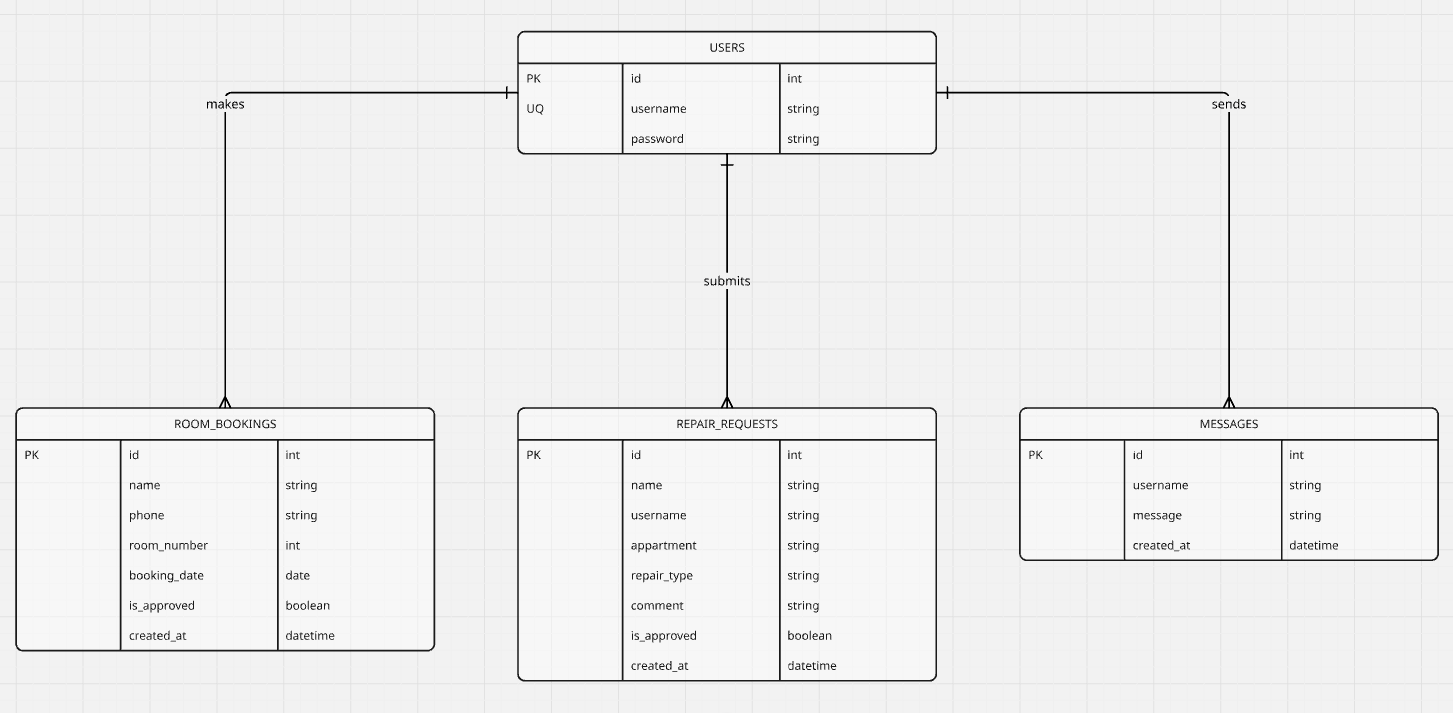 USERS
PK id int
UQ username string
password string
makes
sends
submits
ROOM_BOOKINGS
PK id int
name string
phone string
room_number int
booking_date date
is_approved boolean
created_at datetime
REPAIR_REQUESTS
PK id int
name string
username string
appartment string
repair_type string
comment string
is_approved boolean
created_at datetime
MESSAGES
PK id int
username string
message string
created_at datetime